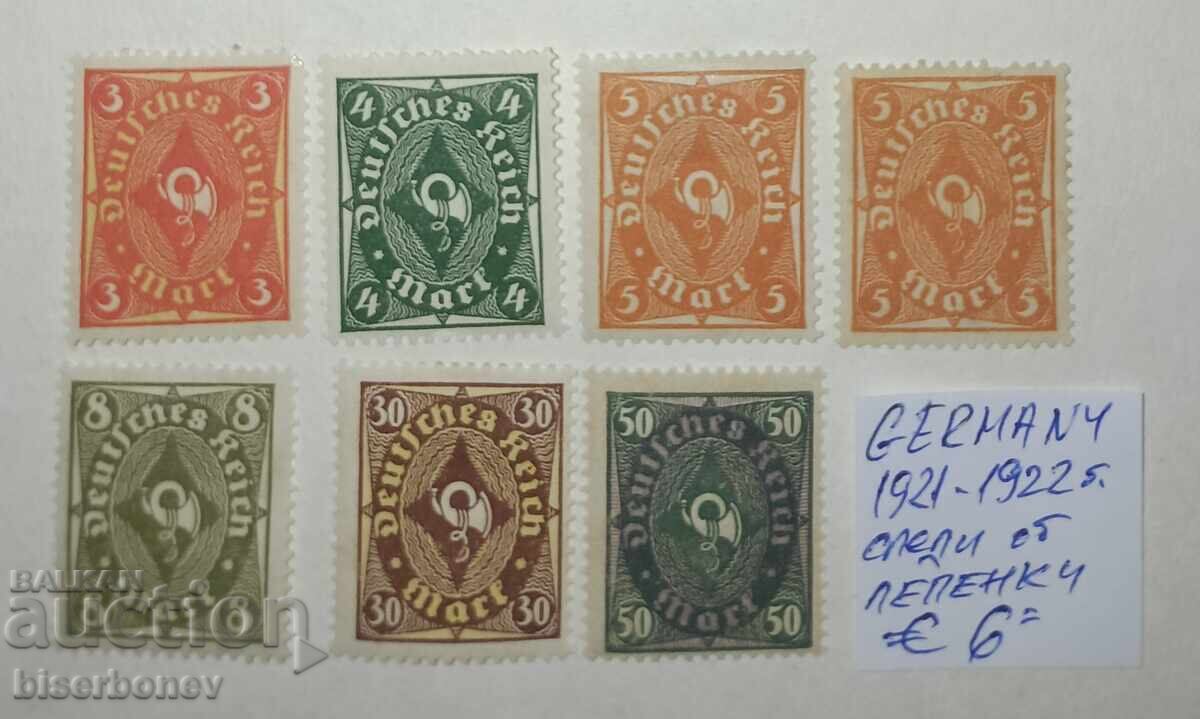 3 3
Deutsches Reich
Mark
3 3
4 4
Deutsches Reich
Mark
4 4
5 5
Deutsches Reich
Mark
5 5
5 5
Deutsches Reich
Mark
5 5
8 8
Deutsches Reich
8 8
30 30
Deutsches Reich
Mark
30 30
50 50
Deutsches Reich
Mark
50 50
GERMANY
1921-1922г.
следи от
лепенки
€ 6=
BALKAN
auction
biserbonev